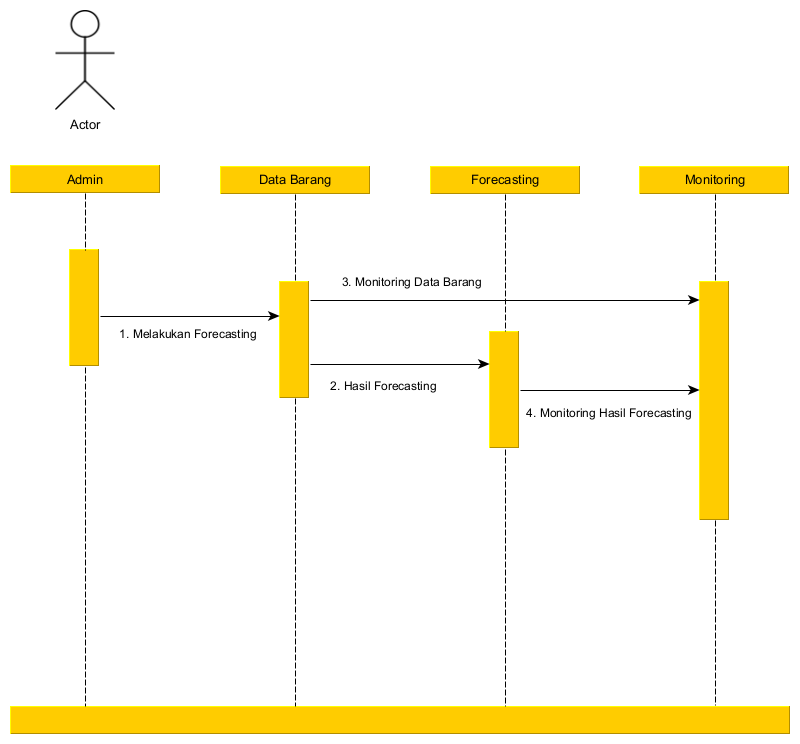 Actor
Admin
Data Barang
Forecasting
Monitoring
3. Monitoring Data Barang
1. Melakukan Forecasting
2. Hasil Forecasting
4. Monitoring Hasil Forecasting